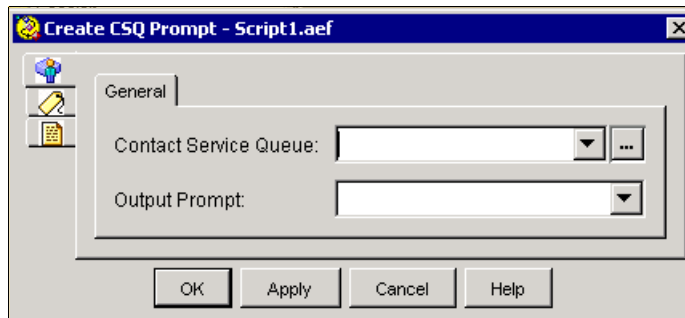 Create CSQ Prompt - Script1.aef
General
Contact Service Queue:
...
Output Prompt:
OK Apply Cancel Help